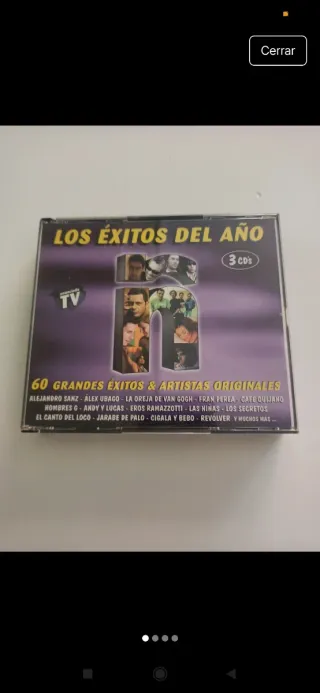 Cerrar
LOS ÉXITOS DEL AÑO
3 CD's
TV
ñ
60 GRANDES ÉXITOS & ARTISTAS ORIGINALES
ALEJANDRO SANZ - ÁLEX UBAGO - LA OREJA DE VAN GOGH - FRAN PEREA - CAFÉ QUIJANO
HOMBRES G - ANDY Y LUCAS - EROS RAMAZZOTTI - LAS NIÑAS - LOS SECRETOS
EL CANTO DEL LOCO - JARABE DE PALO - CIGALA Y BEBO - REVOLVER Y MUCHOS MÁS ...